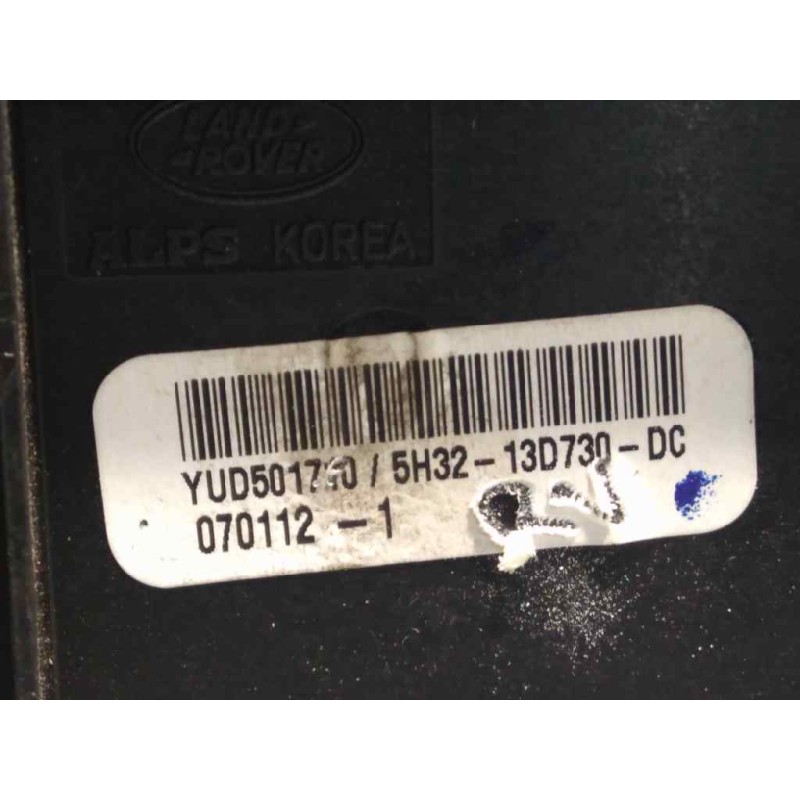 LAND
ROVER
ALPS KOREA
5H32-13D730-DC
070112-1